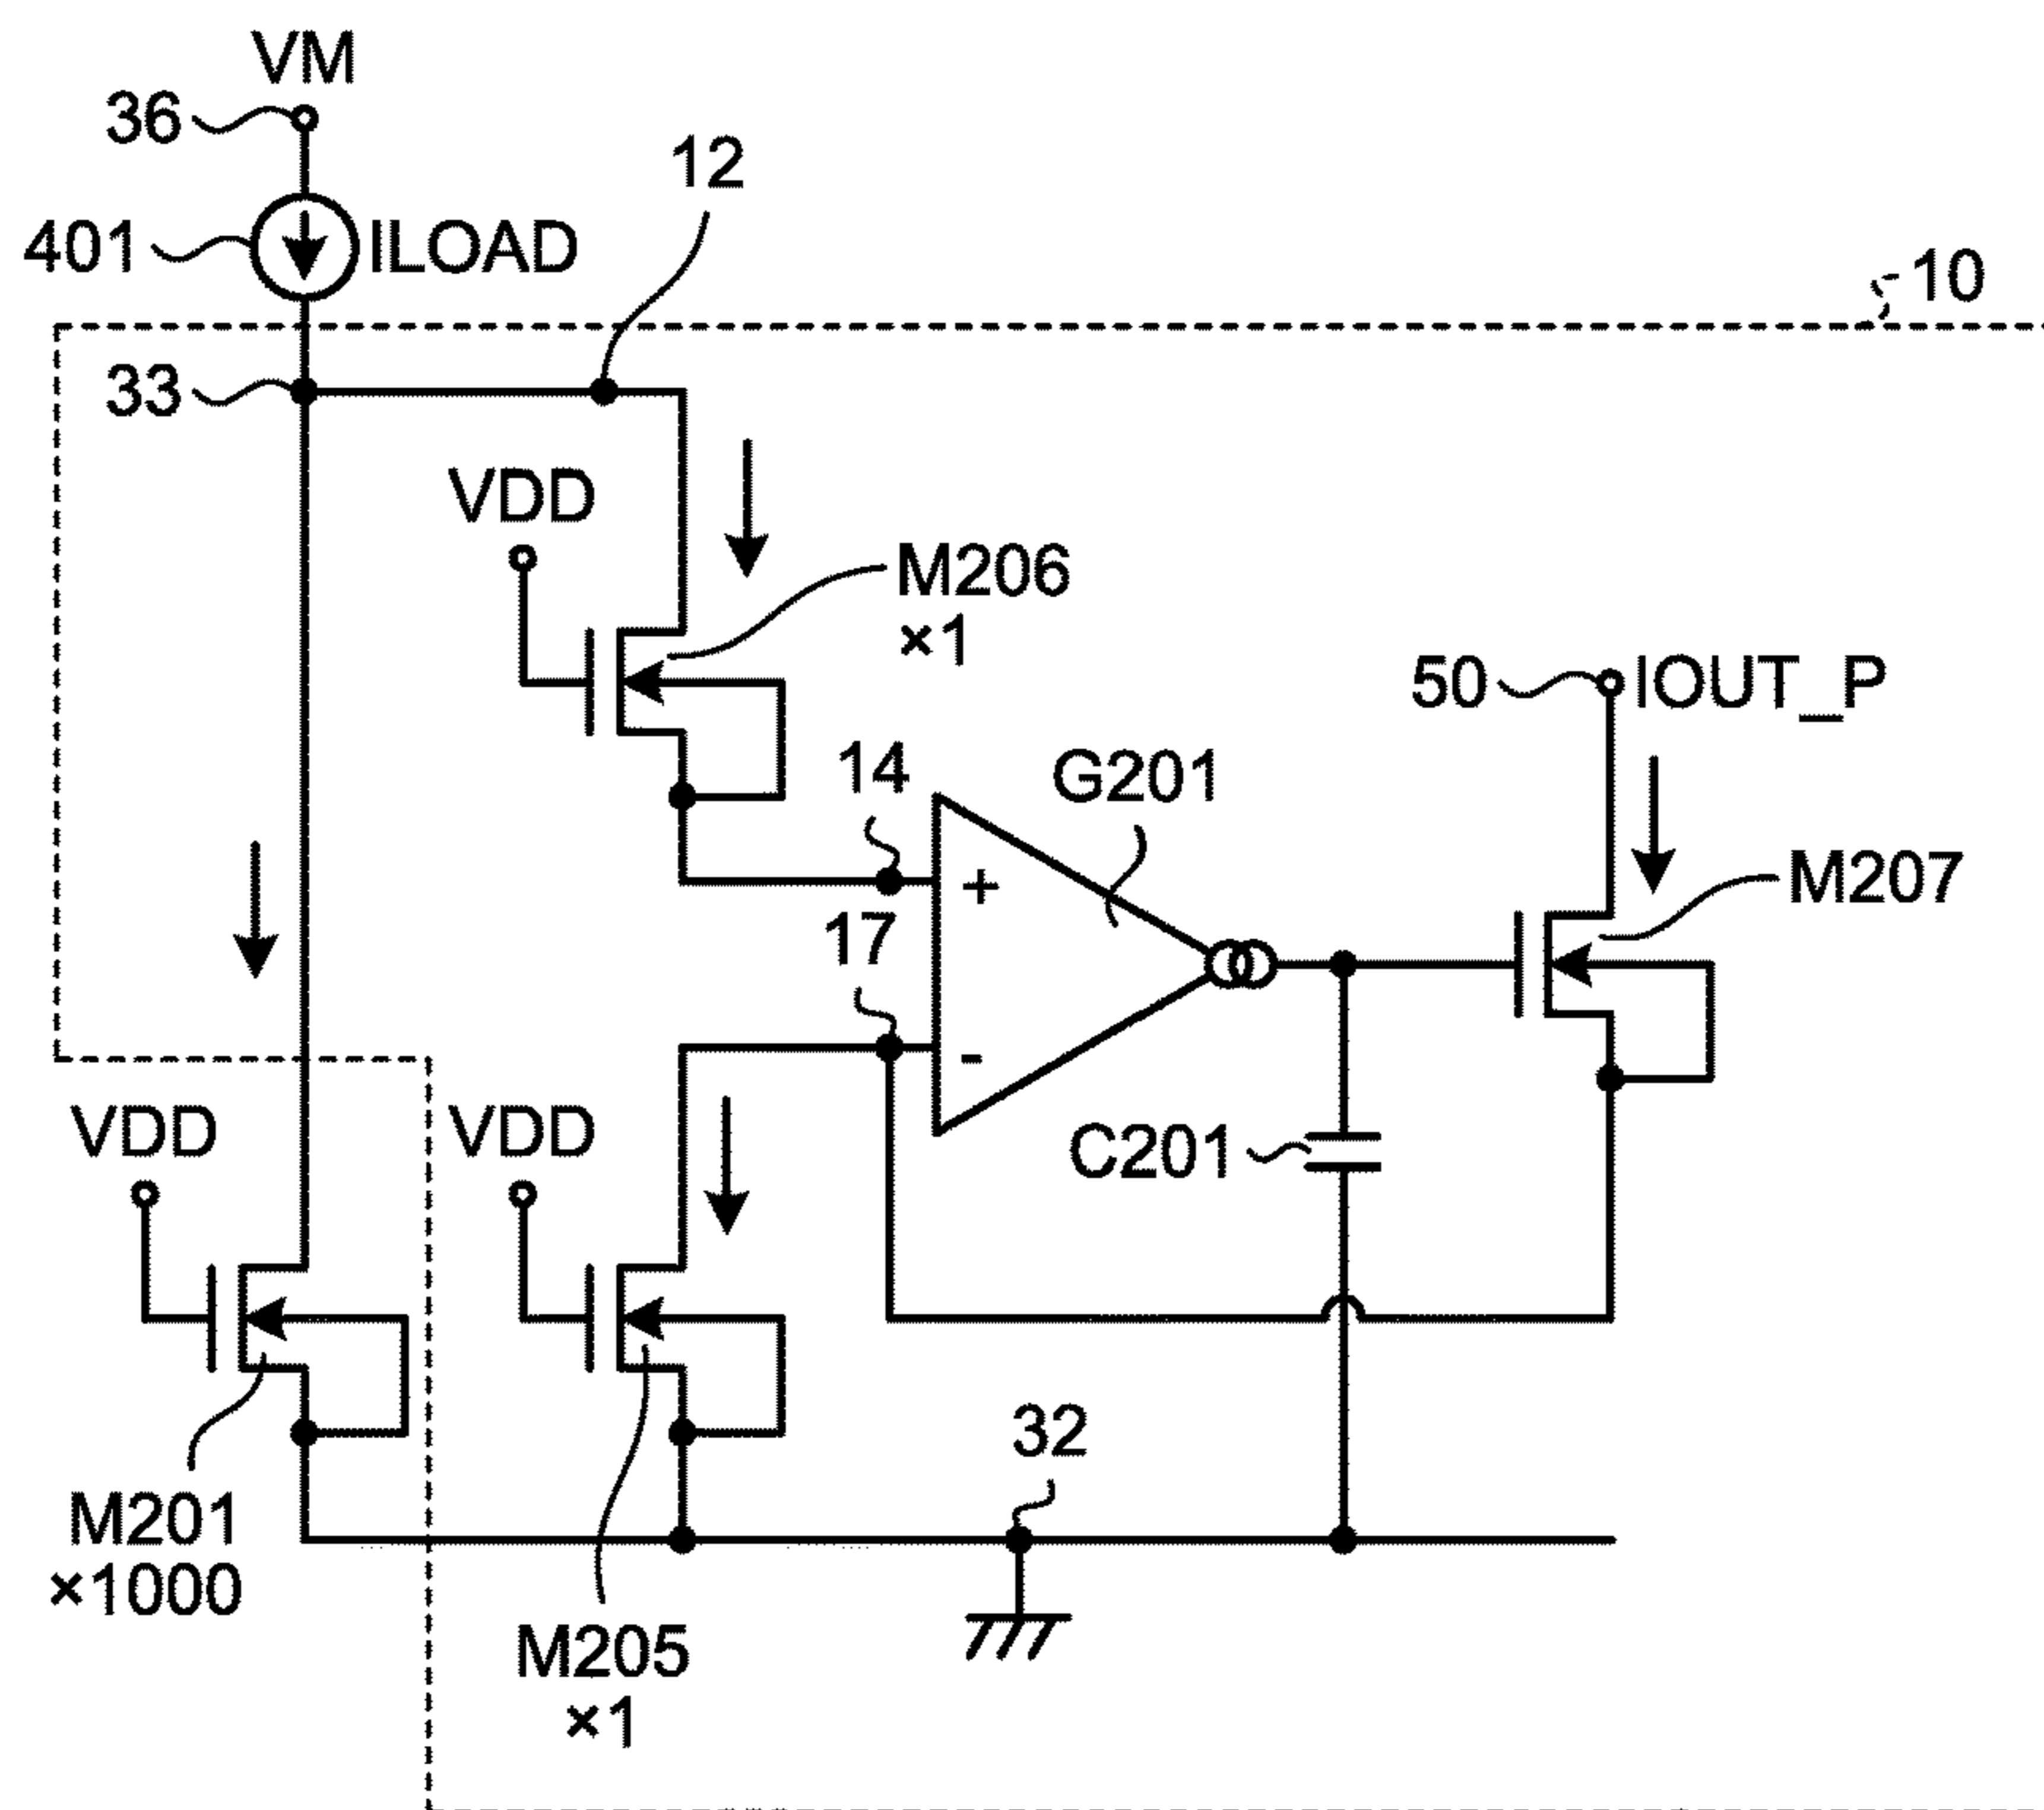 VM
36
12
401
ILOAD
10
33
VDD
M206
×1
50
IOUT_P
14
G201
+
M207
17
-
VDD
VDD
C201
32
M201
×1000
M205
×1